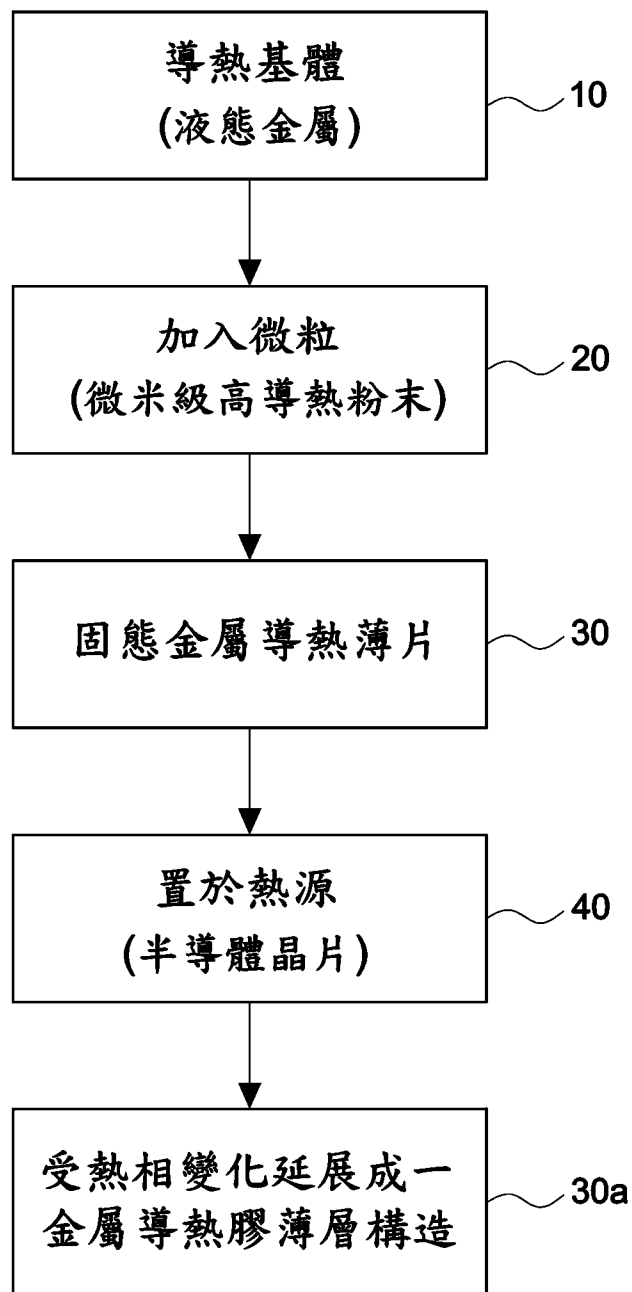 導熱基體
(液態金屬)
10
加入微粒
(微米級高導熱粉末)
20
固態金屬導熱薄片
30
置於熱源
(半導體晶片)
40
受熱相變化延展成一
金屬導熱膠薄層構造
30a